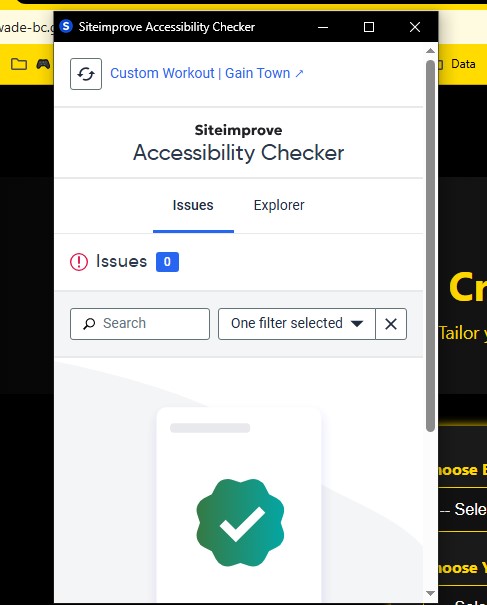 wade-bc.g
S Siteimprove Accessibility Checker
Data
Custom Workout | Gain Town ↗
Siteimprove
Accessibility Checker
Issues Explorer
Issues 0
Search One filter selected
Cr
Tailor y
hoose E
-- Sele
hoose Y